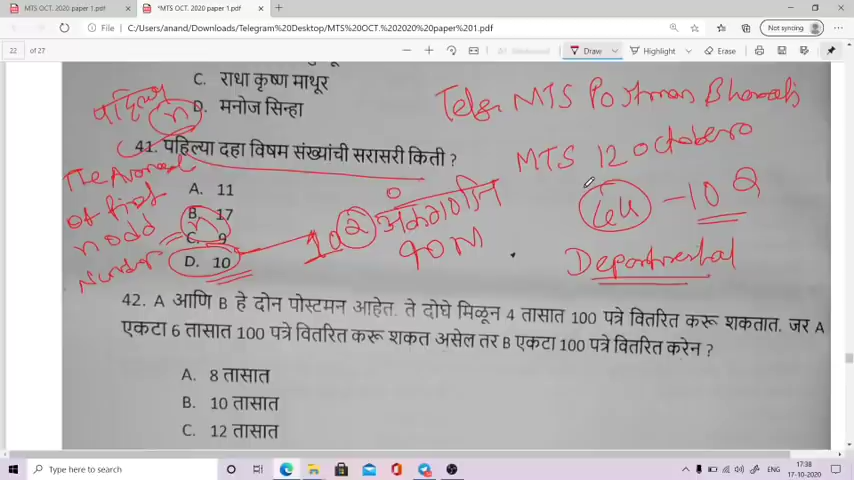 MTS OCT. 2020 paper 1.pdf
*MTS OCT. 2020 paper 1.pdf
File
C:/Users/anand/Downloads/Telegram%20Desktop/MTS%20OCT.%202020%20paper%201.pdf
Not syncing
22 of 27
Draw
Highlight
Erase
C. राधा कृष्ण माथूर
D. मनोज सिन्हा
Postman
n
MTS 12 October
41. पहिल्या दहा विषम संख्यांची सरासरी किती ?
The
of first
n odd
Number
A. 11
B. 17
n
C. 9
D. 10
10 2
अंकगणित
-10 2
Departmental
42. A आणि B हे दोन पोस्टमन आहेत. ते दोघे मिळून 4 तासात 100 पत्रे वितरित करू शकतात. जर A
एकटा 6 तासात 100 पत्रे वितरित करू शकत असेल तर B एकटा 100 पत्रे वितरित करेन ?
A. 8 तासात
B. 10 तासात
C. 12 तासात
Type here to search
ENG
17:38
17-10-2020